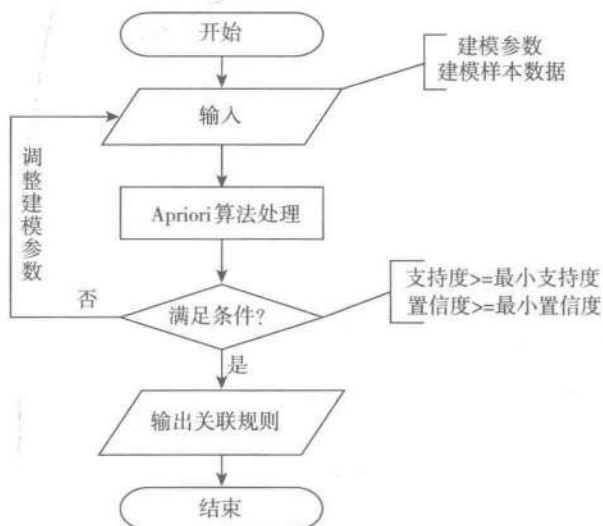 开始
建模参数
建模样本数据
输入
调整建模参数
Apriori算法处理
支持度>=最小支持度
置信度>=最小置信度
否
满足条件?
是
输出关联规则
结束